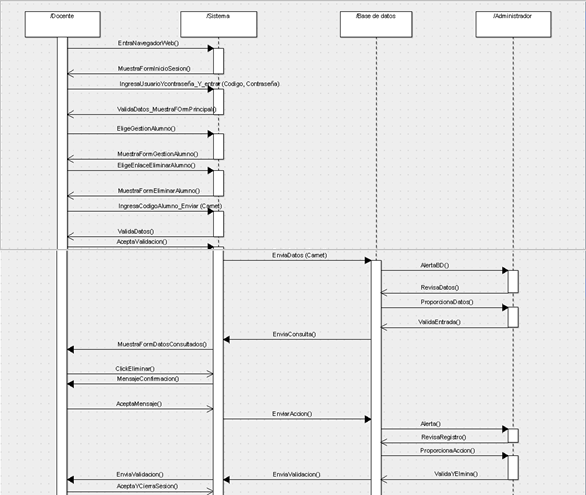 /Docente
/Sistema
/Base de datos
/Administrador
EntraNavegadorWeb()
MuestraFormInicioSesion()
IngresaUsuarioYcontraseña_Y_entrar (Codigo, Contraseña)
ValidaDatos_MuestraFOrmPrincipal()
EligeGestionAlumno()
MuestraFormGestionAlumno()
EligeEnlaceEliminarAlumno()
MuestraFormEliminarAlumno()
IngresaCodigoAlumno_Enviar (Carnet)
ValidaDatos()
AceptaValidacion()
EnviaDatos (Carnet)
AlertaBD()
RevisaDatos()
ProporcionaDatos()
ValidaEntrada()
EnviaConsulta()
MuestraFormDatosConsultados()
ClickEliminar()
MensajeConfirmacion()
AceptaMensaje()
EnviarAccion()
Alerta()
RevisaRegistro()
ProporcionaAccion()
EnviaValidacion()
EnviaValidacion()
ValidaYElmina()
AceptaYCierraSesion()